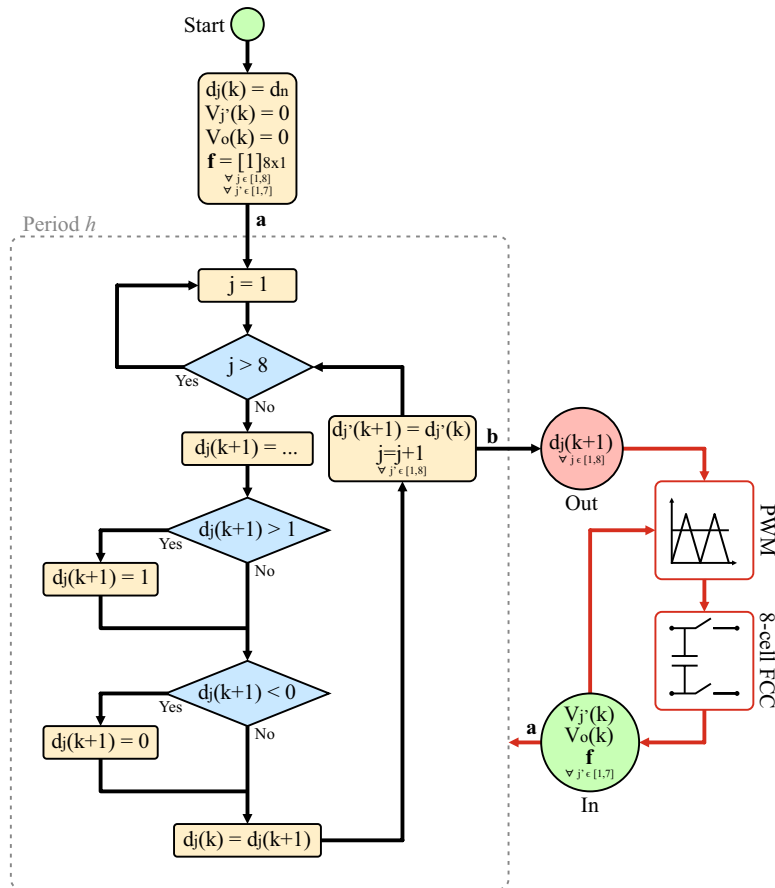 Start
dj(k) = dn
Vj'(k) = 0
Vo(k) = 0
f = [1]8x1
∀ j ϵ [1,8]
∀ j' ϵ [1,7]
a
Period h
j = 1
j > 8
Yes
No
dj(k+1) = ...
dj'(k+1) = dj'(k)
j=j+1
∀ j' ϵ [1,8]
b
dj(k+1)
∀ j ϵ [1,8]
Out
dj(k+1) > 1
Yes
No
dj(k+1) = 1
PWM
8-cell FCC
dj(k+1) < 0
Yes
No
dj(k+1) = 0
a
Vj'(k)
Vo(k)
f
∀ j' ϵ [1,7]
In
dj(k) = dj(k+1)